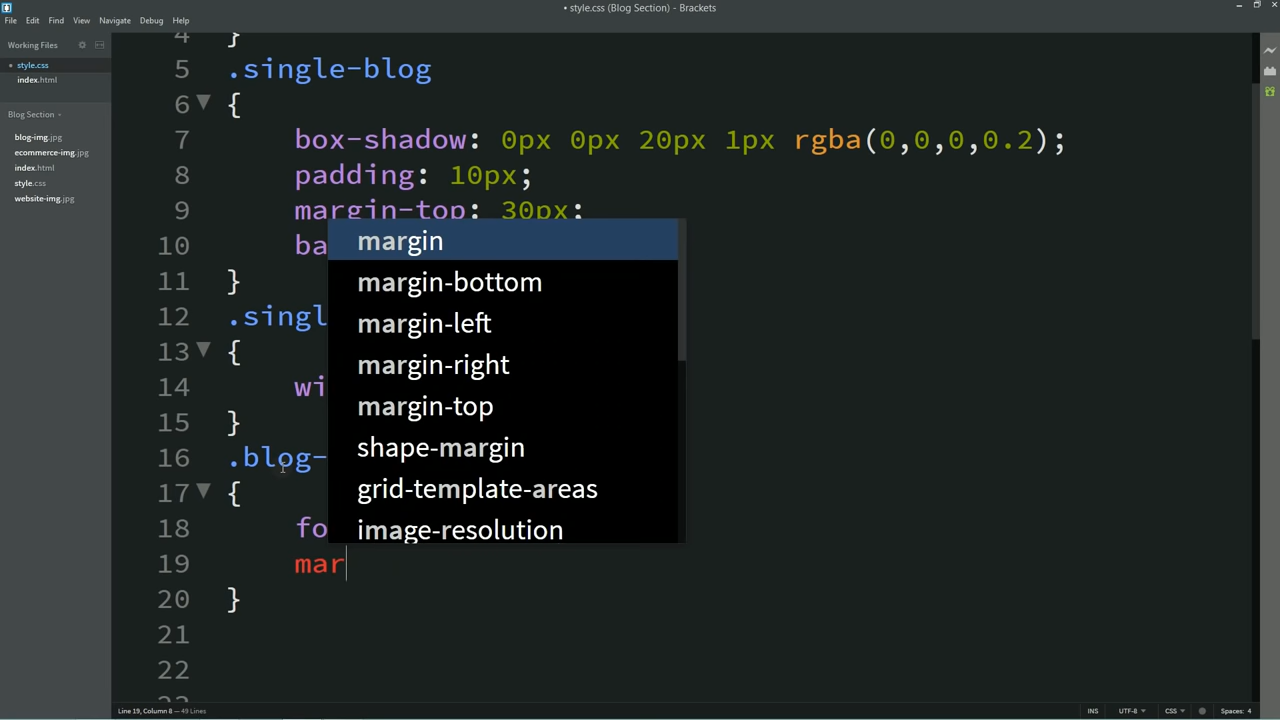 • style.css (Blog Section) - Brackets
File Edit Find View Navigate Debug Help
Working Files
• style.css
index.html
Blog Section
blog-img.jpg
ecommerce-img.jpg
index.html
style.css
website-img.jpg
4 }
5 .single-blog
6 {
7 box-shadow: 0px 0px 20px 1px rgba(0,0,0,0.2);
8 padding: 10px;
9 margin-top: 30px;
10 ba
11 }
12 .singl
13 {
14 wi
15 }
16 .blog-
17 {
18 fo
19 mar
20 }
21
22
23
margin
margin-bottom
margin-left
margin-right
margin-top
shape-margin
grid-template-areas
image-resolution
Line 19, Column 8 — 49 Lines
INS UTF-8 CSS Spaces: 4